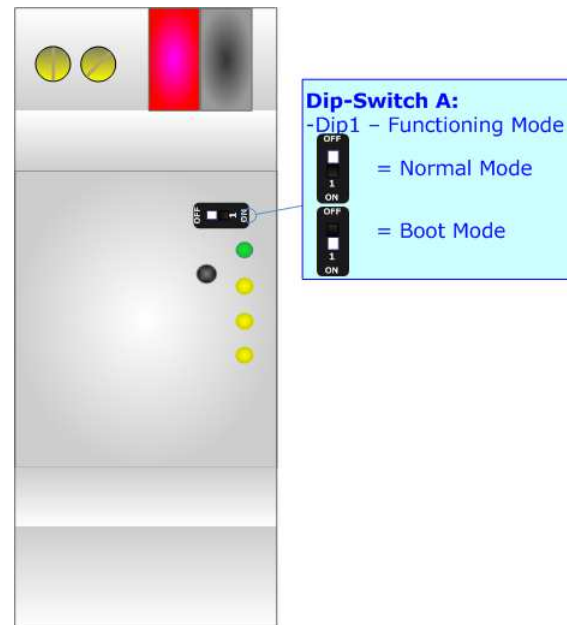 Dip-Switch A:
-Dip1 – Functioning Mode
OFF
1
ON
= Normal Mode
OFF
1
ON
= Boot Mode
OFF 1 ON